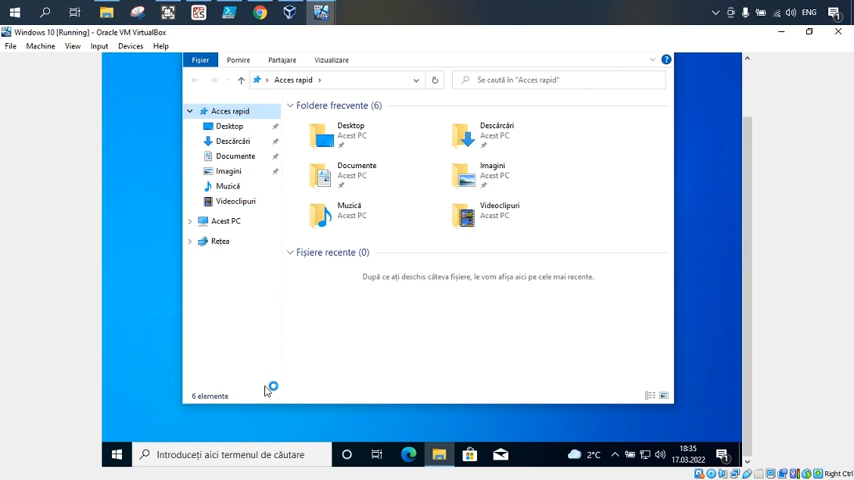 ENG
Windows 10 [Running] - Oracle VM VirtualBox
File Machine View Input Devices Help
Fișier Pornire Partajare Vizualizare
Acces rapid
Se caută în "Acces rapid"
Acces rapid
Desktop
Descărcări
Documente
Imagini
Muzică
Videoclipuri
Acest PC
Rețea
Foldere frecvente (6)
Desktop
Acest PC
Descărcări
Acest PC
Documente
Acest PC
Imagini
Acest PC
Muzică
Acest PC
Videoclipuri
Acest PC
Fișiere recente (0)
După ce ați deschis câteva fișiere, le vom afișa aici pe cele mai recente.
6 elemente
Introduceți aici termenul de căutare
2°C
18:35
17.03.2022
Right Ctrl